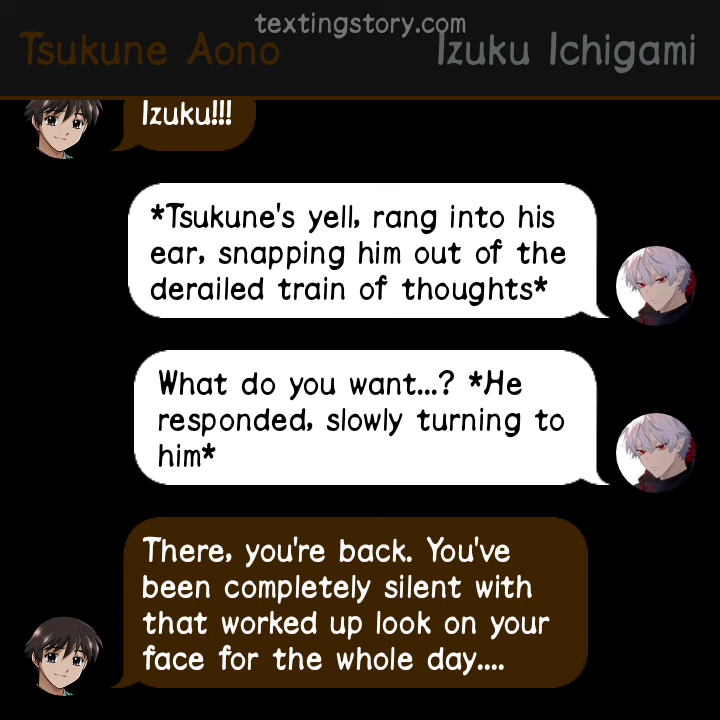 textingstory.com
Tsukune Aono
Izuku Ichigami
Izuku!!!
*Tsukune's yell, rang into his
ear, snapping him out of the
derailed train of thoughts*
What do you want...? *He
responded, slowly turning to
him*
There, you're back. You've
been completely silent with
that worked up look on your
face for the whole day....